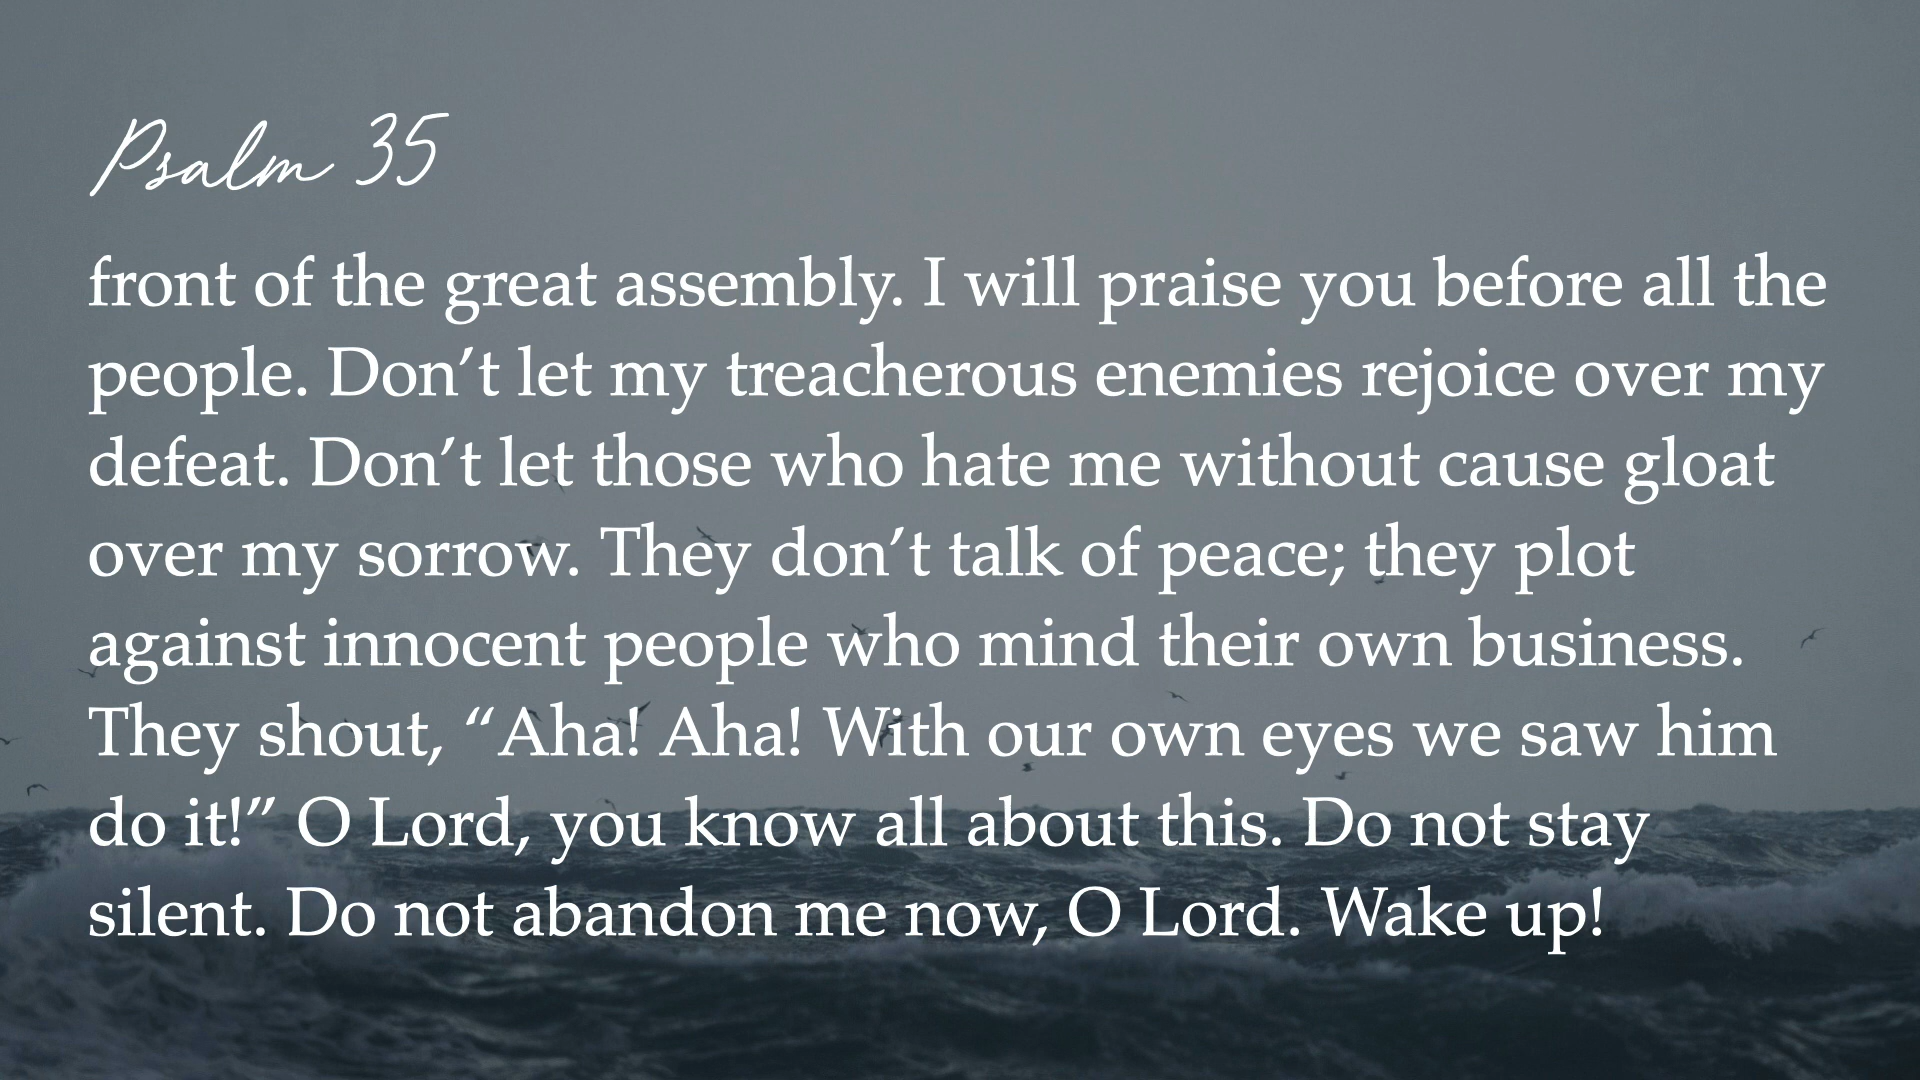 Psalm 35
front of the great assembly. I will praise you before all the
people. Don’t let my treacherous enemies rejoice over my
defeat. Don’t let those who hate me without cause gloat
over my sorrow. They don’t talk of peace; they plot
against innocent people who mind their own business.
They shout, “Aha! Aha! With our own eyes we saw him
do it!” O Lord, you know all about this. Do not stay
silent. Do not abandon me now, O Lord. Wake up!